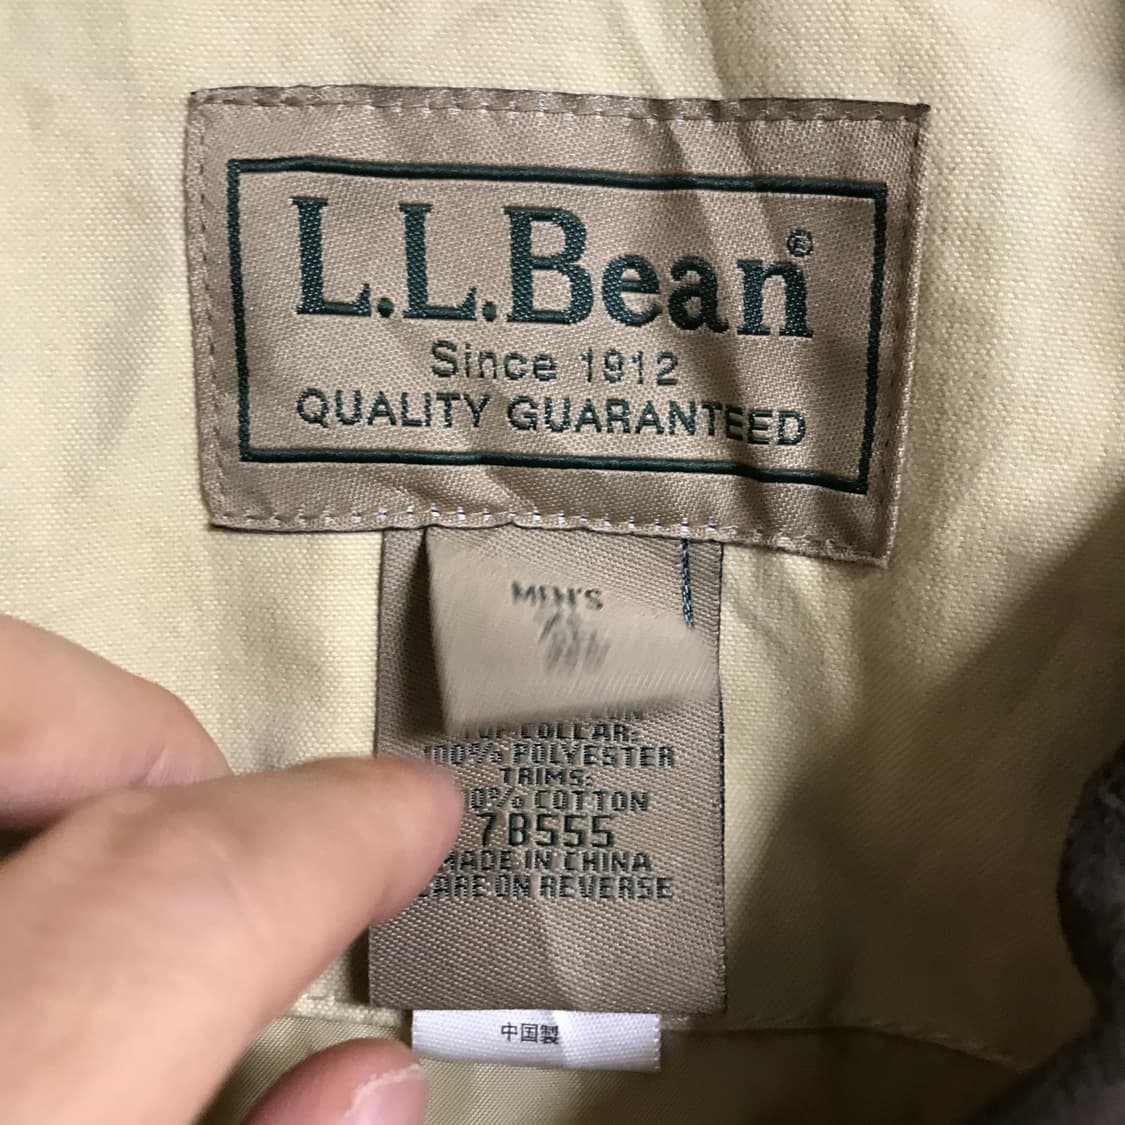 L.L.Bean®
Since 1912
QUALITY GUARANTEED
MEN'S
COLLAR:
100% POLYESTER
TRIMS:
COTTON
7B555
MADE IN CHINA
CARE ON REVERSE
中国製